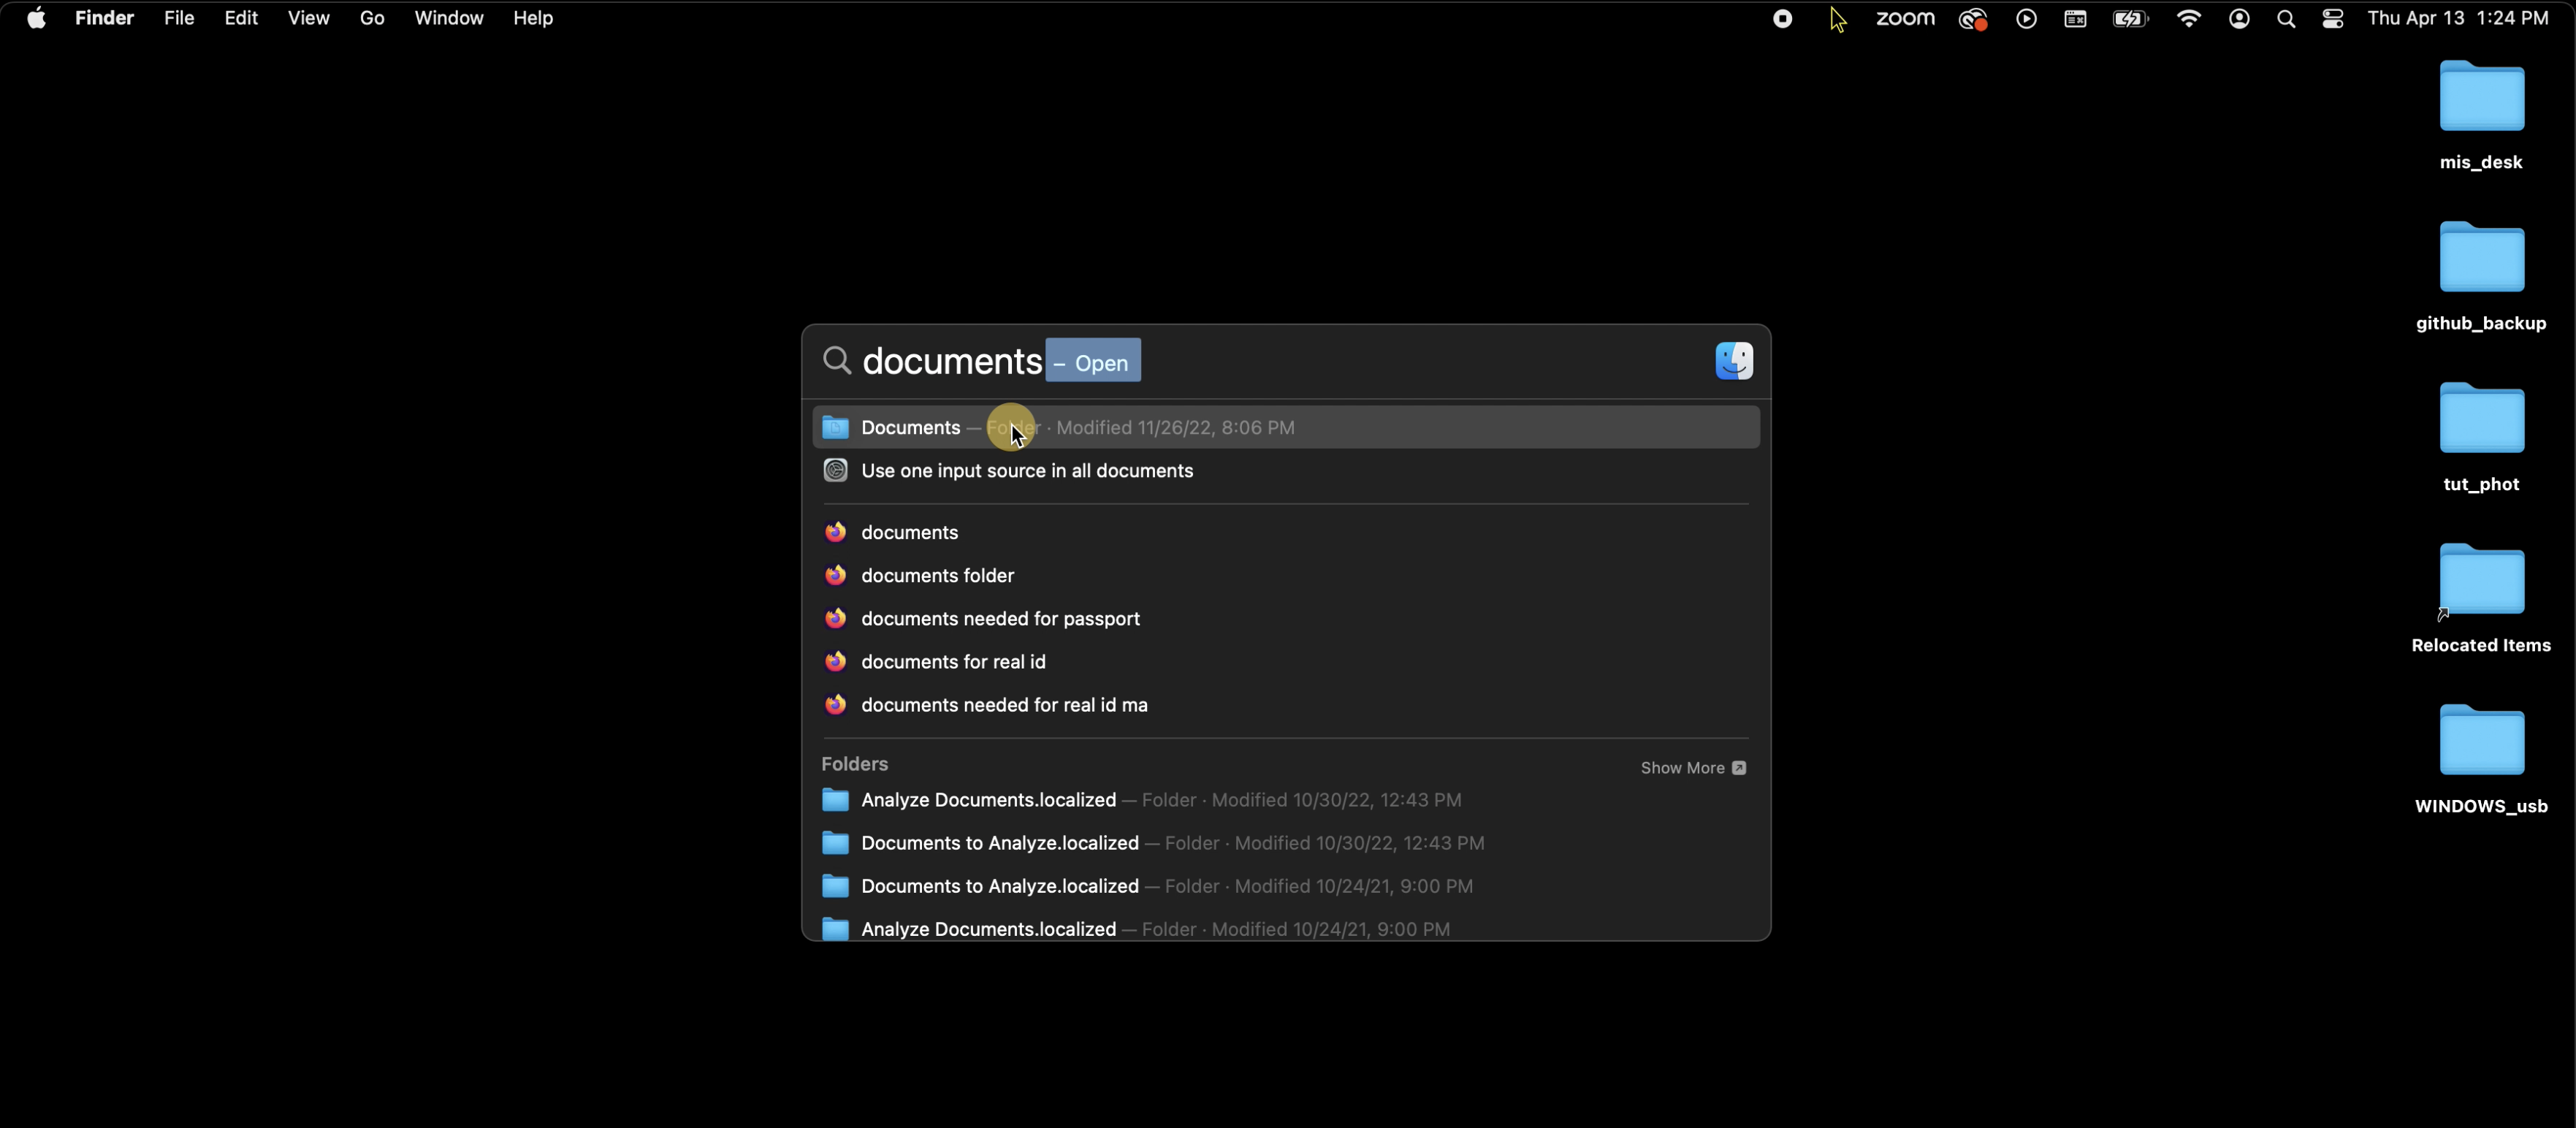 Finder File Edit View Go Window Help zoom Thu Apr 13 1:24 PM
mis_desk
github_backup
tut_phot
Relocated Items
WINDOWS_usb
documents – Open
Documents — Folder · Modified 11/26/22, 8:06 PM
Use one input source in all documents
documents
documents folder
documents needed for passport
documents for real id
documents needed for real id ma
Folders Show More
Analyze Documents.localized — Folder · Modified 10/30/22, 12:43 PM
Documents to Analyze.localized — Folder · Modified 10/30/22, 12:43 PM
Documents to Analyze.localized — Folder · Modified 10/24/21, 9:00 PM
Analyze Documents.localized — Folder · Modified 10/24/21, 9:00 PM